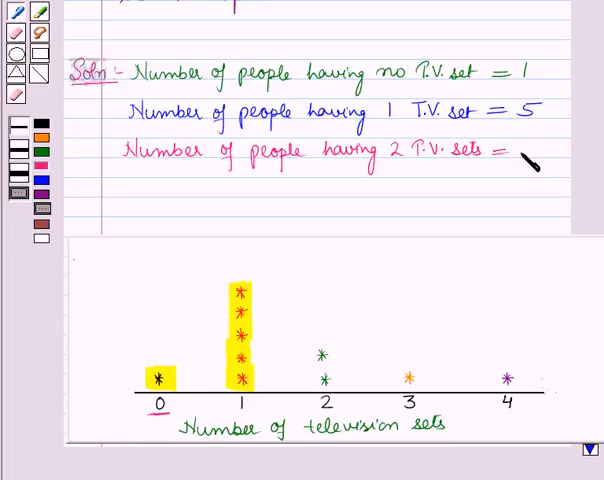 Soln:- Number of people having no T.V. set = 1
Number of people having 1 T.V. set = 5
Number of people having 2 T.V. sets =
0 1 2 3 4
Number of television sets